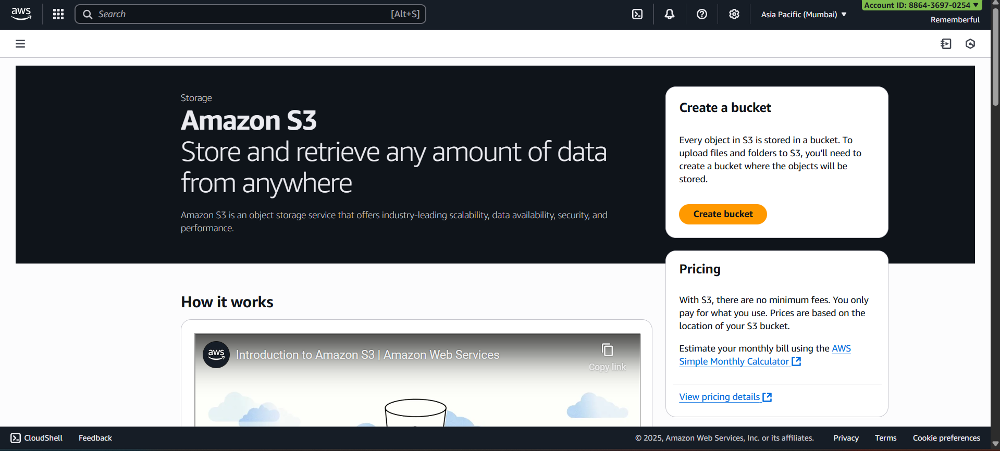 aws
Search
[Alt+S]
Asia Pacific (Mumbai)
Account ID: 8864-3697-0254
Rememberful
Storage
Amazon S3
Store and retrieve any amount of data
from anywhere
Amazon S3 is an object storage service that offers industry-leading scalability, data availability, security, and
performance.
Create a bucket
Every object in S3 is stored in a bucket. To
upload files and folders to S3, you'll need to
create a bucket where the objects will be
stored.
Create bucket
Pricing
With S3, there are no minimum fees. You only
pay for what you use. Prices are based on the
location of your S3 bucket.
Estimate your monthly bill using the AWS
Simple Monthly Calculator
View pricing details
How it works
aws
Introduction to Amazon S3 | Amazon Web Services
Copy link
CloudShell
Feedback
© 2025, Amazon Web Services, Inc. or its affiliates.
Privacy
Terms
Cookie preferences